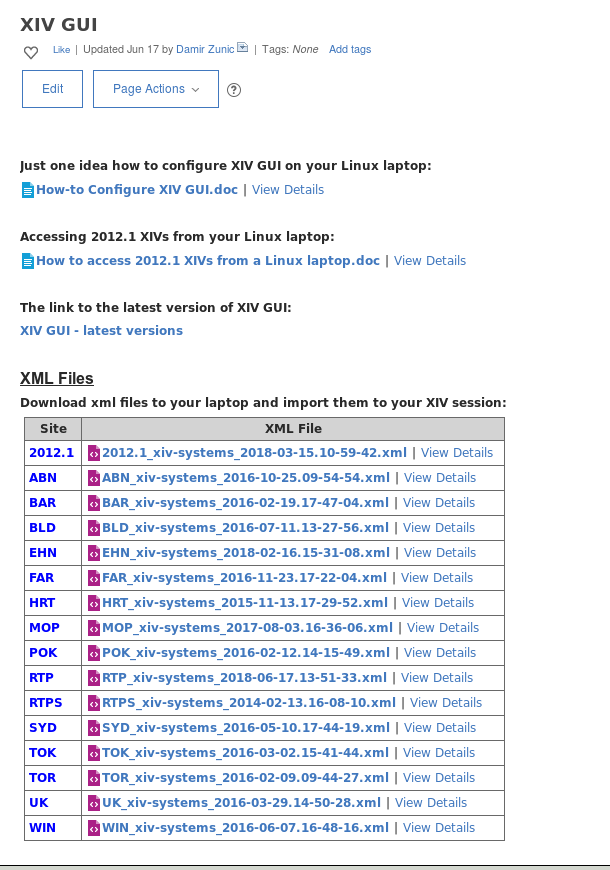 XIV GUI
Like | Updated Jun 17 by Damir Zunic | Tags: None Add tags
Edit Page Actions ?
Just one idea how to configure XIV GUI on your Linux laptop:
How-to Configure XIV GUI.doc | View Details
Accessing 2012.1 XIVs from your Linux laptop:
How to access 2012.1 XIVs from a Linux laptop.doc | View Details
The link to the latest version of XIV GUI:
XIV GUI - latest versions
XML Files
Download xml files to your laptop and import them to your XIV session:
Site XML File
2012.1 2012.1_xiv-systems_2018-03-15.10-59-42.xml | View Details
ABN ABN_xiv-systems_2016-10-25.09-54-54.xml | View Details
BAR BAR_xiv-systems_2016-02-19.17-47-04.xml | View Details
BLD BLD_xiv-systems_2016-07-11.13-27-56.xml | View Details
EHN EHN_xiv-systems_2018-02-16.15-31-08.xml | View Details
FAR FAR_xiv-systems_2016-11-23.17-22-04.xml | View Details
HRT HRT_xiv-systems_2015-11-13.17-29-52.xml | View Details
MOP MOP_xiv-systems_2017-08-03.16-36-06.xml | View Details
POK POK_xiv-systems_2016-02-12.14-15-49.xml | View Details
RTP RTP_xiv-systems_2018-06-17.13-51-33.xml | View Details
RTPS RTPS_xiv-systems_2014-02-13.16-08-10.xml | View Details
SYD SYD_xiv-systems_2016-05-10.17-44-19.xml | View Details
TOK TOK_xiv-systems_2016-03-02.15-41-44.xml | View Details
TOR TOR_xiv-systems_2016-02-09.09-44-27.xml | View Details
UK UK_xiv-systems_2016-03-29.14-50-28.xml | View Details
WIN WIN_xiv-systems_2016-06-07.16-48-16.xml | View Details